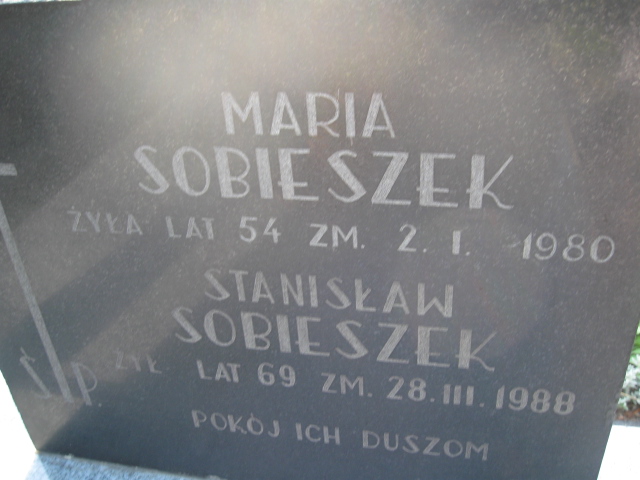 MARIA
SOBIESZEK
ŻYŁA LAT 54 ZM. 2. I. 1980
STANISŁAW
SOBIESZEK
ŻYŁ LAT 69 ZM. 28. III. 1988
Ś.P.
POKÓJ ICH DUSZOM